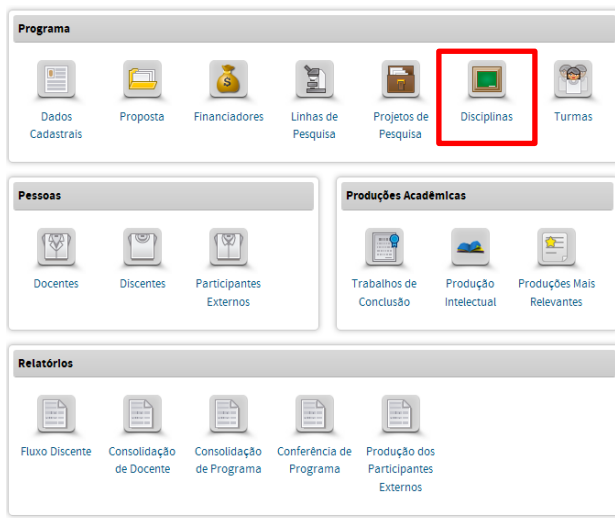 Programa
Dados Cadastrais
Proposta
Financiadores
Linhas de Pesquisa
Projetos de Pesquisa
Disciplinas
Turmas
Pessoas
Docentes
Discentes
Participantes Externos
Produções Acadêmicas
Trabalhos de Conclusão
Produção Intelectual
Produções Mais Relevantes
Relatórios
Fluxo Discente
Consolidação de Docente
Consolidação de Programa
Conferência de Programa
Produção dos Participantes Externos